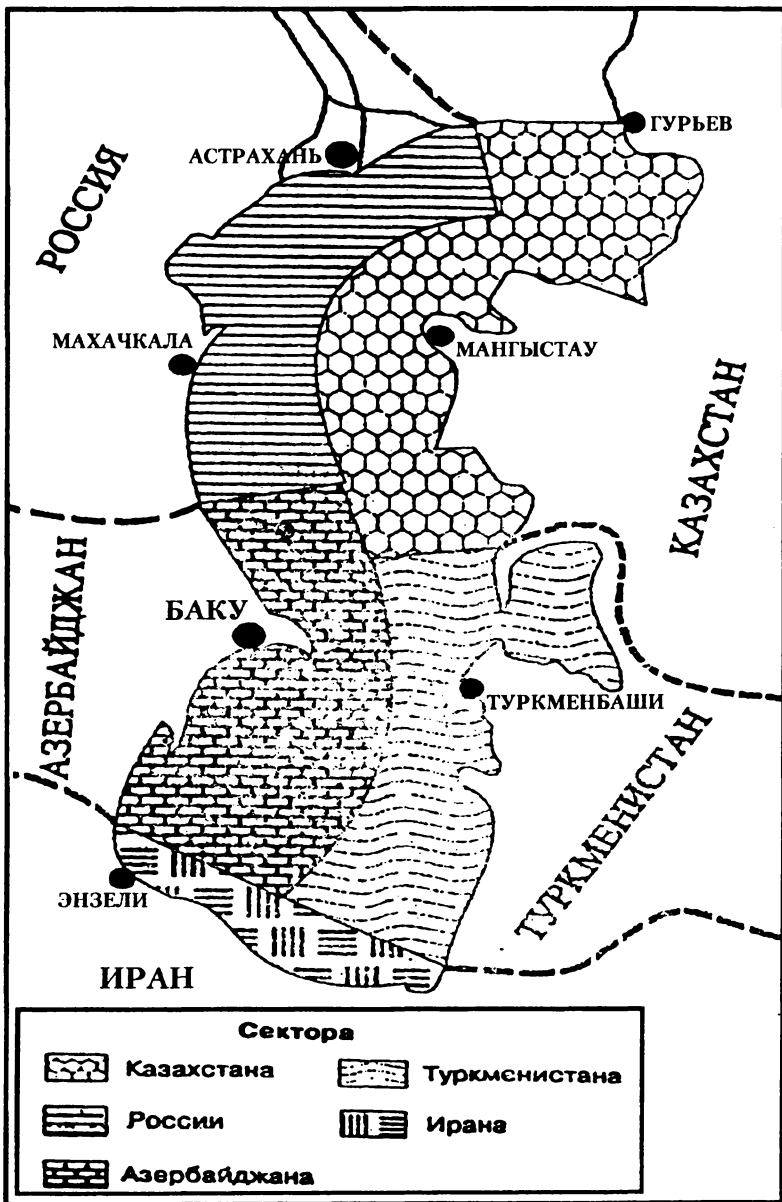 ГУРЬЕВ
АСТРАХАНЬ
РОССИЯ
МАХАЧКАЛА
МАНГЫСТАУ
КАЗАХСТАН
АЗЕРБАЙДЖАН
БАКУ
ТУРКМЕНБАШИ
ТУРКМЕНИСТАН
ЭНЗЕЛИ
ИРАН
Сектора
Казахстана
Туркменистана
России
Ирана
Азербайджана